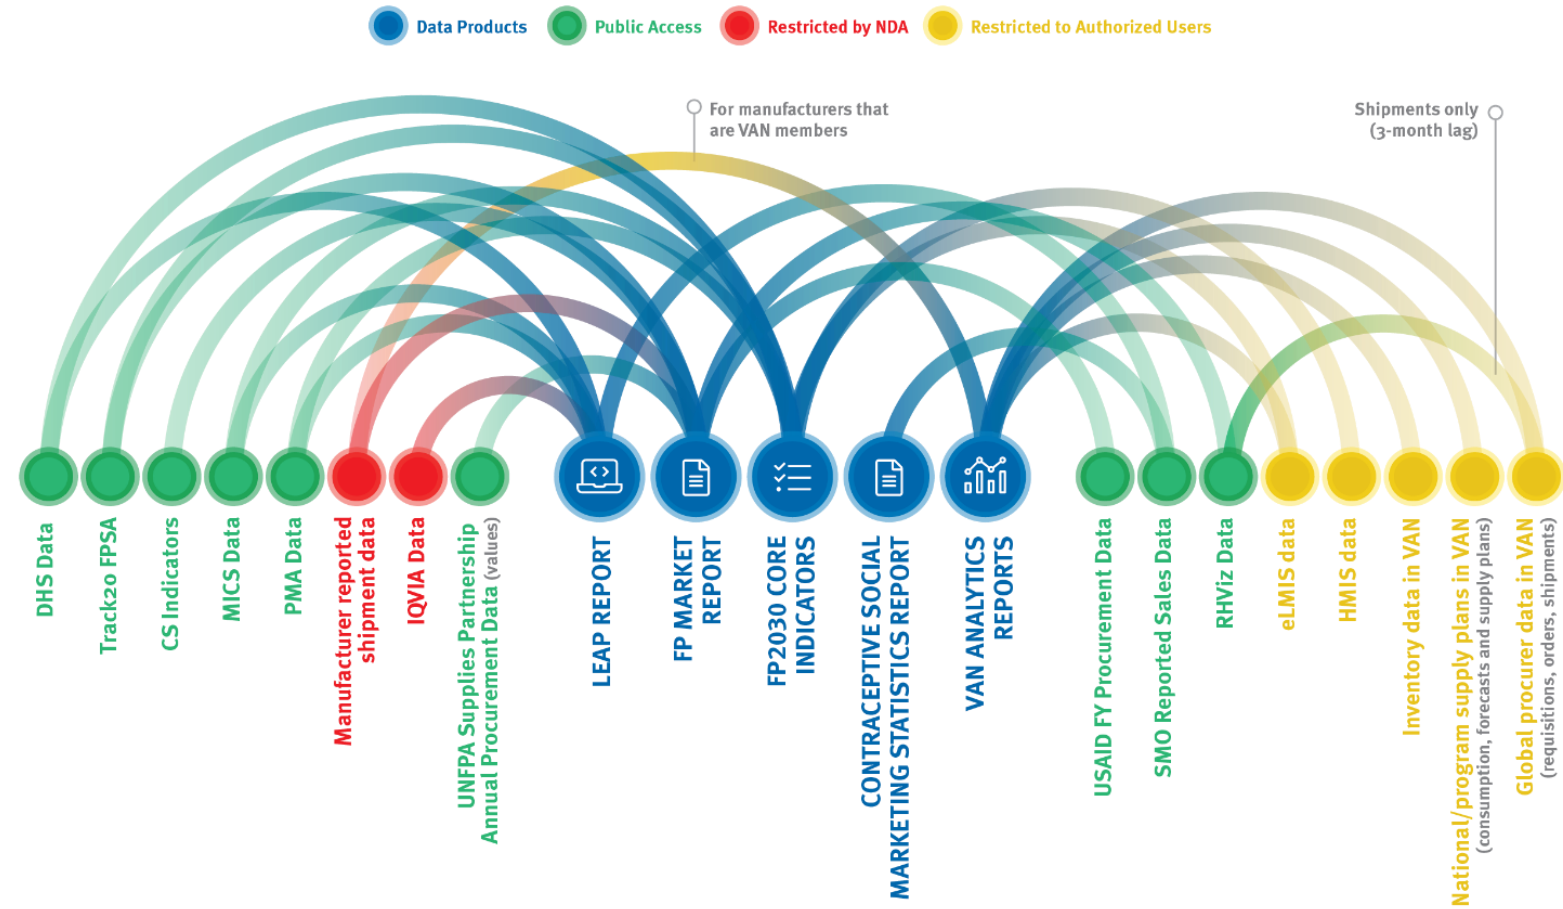 Data Products
Public Access
Restricted by NDA
Restricted to Authorized Users
For manufacturers that
are VAN members
Shipments only
(3-month lag)
DHS Data
Track20 FPSA
CS Indicators
MICS Data
PMA Data
Manufacturer reported
shipment data
IQVIA Data
UNFPA Supplies Partnership
Annual Procurement Data (values)
LEAP REPORT
FP MARKET
REPORT
FP2030 CORE
INDICATORS
CONTRACEPTIVE SOCIAL
MARKETING STATISTICS REPORT
VAN ANALYTICS
REPORTS
USAID FY Procurement Data
SMO Reported Sales Data
RHViz Data
eLMIS data
HMIS data
Inventory data in VAN
National/program supply plans in VAN
(consumption, forecasts and supply plans)
Global procurer data in VAN
(requisitions, orders, shipments)